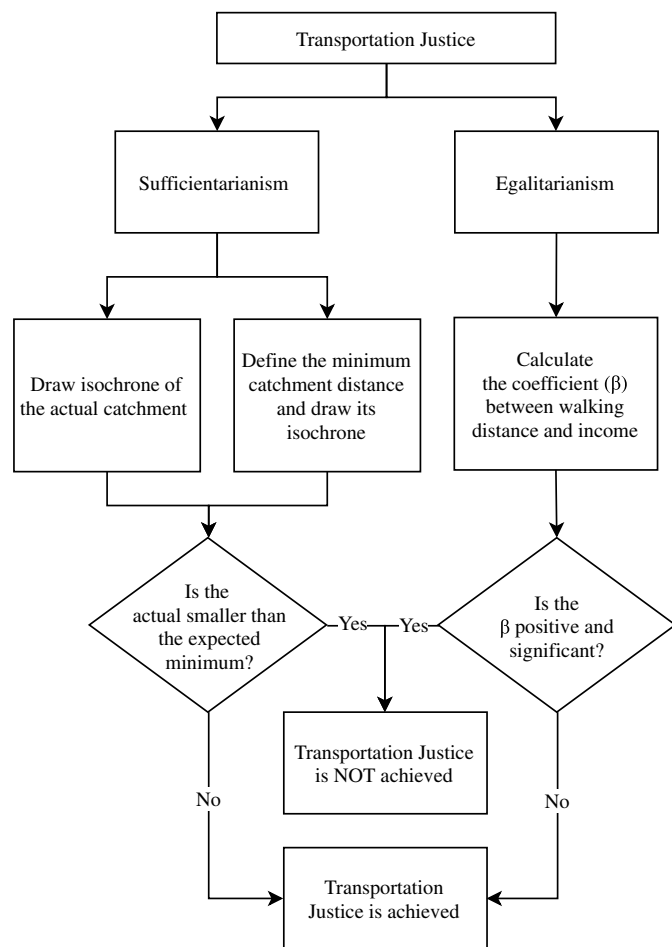 Transportation Justice
Sufficientarianism
Egalitarianism
Draw isochrone of
the actual catchment
Define the minimum
catchment distance
and draw its
isochrone
Calculate
the coefficient (β)
between walking
distance and income
Is the
actual smaller than
the expected
minimum?
Yes
Yes
Is the
β positive and
significant?
Transportation Justice
is NOT achieved
No
No
Transportation
Justice is achieved